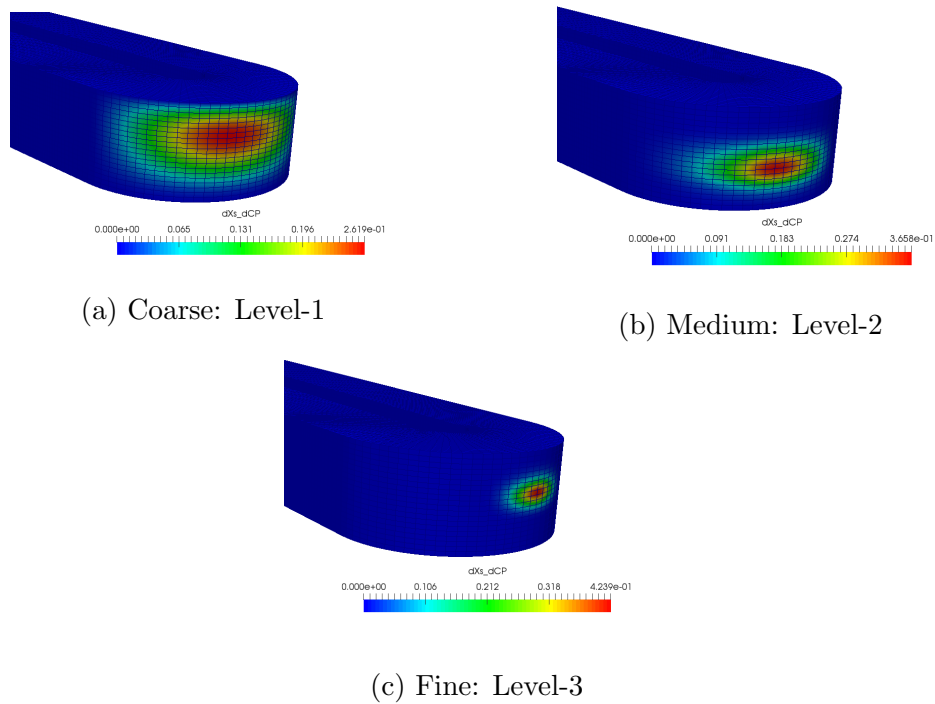 dXs_dCP
0.000e+00 0.065 0.131 0.196 2.619e-01
(a) Coarse: Level-1
dXs_dCP
0.000e+00 0.091 0.183 0.274 3.658e-01
(b) Medium: Level-2
dXs_dCP
0.000e+00 0.106 0.212 0.318 4.239e-01
(c) Fine: Level-3